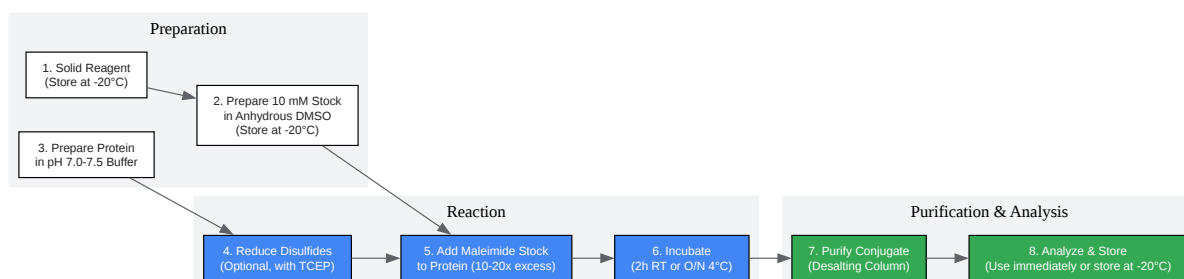 Preparation
1. Solid Reagent
(Store at -20°C)
2. Prepare 10 mM Stock
in Anhydrous DMSO
(Store at -20°C)
3. Prepare Protein
in pH 7.0-7.5 Buffer
Reaction
4. Reduce Disulfides
(Optional, with TCEP)
5. Add Maleimide Stock
to Protein (10-20x excess)
6. Incubate
(2h RT or O/N 4°C)
Purification & Analysis
7. Purify Conjugate
(Desalting Column)
8. Analyze & Store
(Use immediately or store at -20°C)